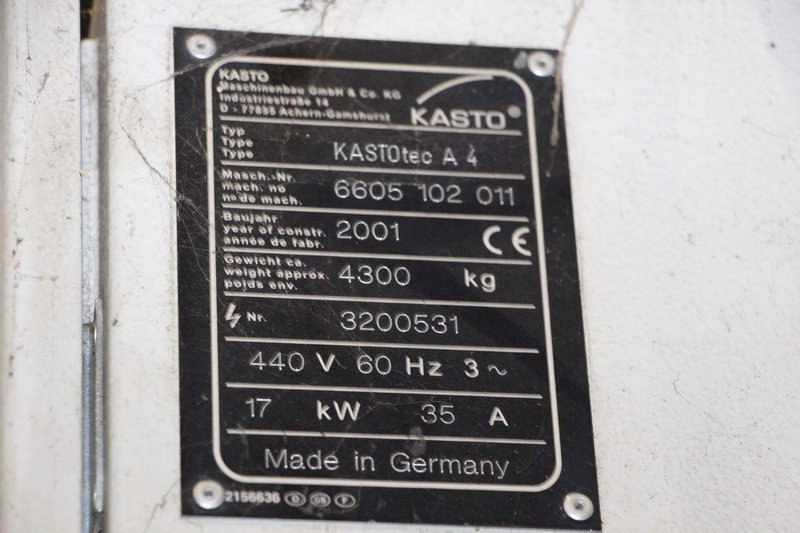 KASTO
Maschinenbau GmbH & Co. KG
Industriestraße 14
D - 77855 Achern-Gamshurst
KASTO®
Typ
Type
Type
KASTOtec A 4
Masch.-Nr.
mach. no
no de mach.
6605 102 011
Baujahr
year of constr.
année de fabr.
2001
CE
Gewicht ca.
weight approx.
poids env.
4300 kg
Nr.
3200531
440 V 60 Hz 3 ~
17 kW 35 A
Made in Germany
2156636 D GB F